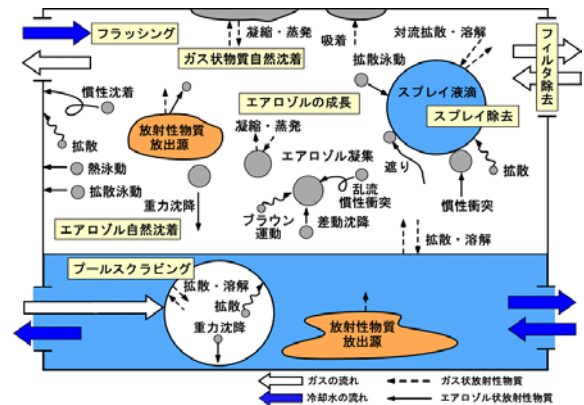 フラッシング
凝縮・蒸発
ガス状物質自然沈着
吸着
対流拡散・溶解
拡散泳動
フィルタ除去
慣性沈着
放射性物質
放出源
エアロゾルの成長
凝縮・蒸発
スプレイ液滴
スプレイ除去
拡散
エアロゾル凝集
熱泳動
拡散泳動
重力沈降
乱流
慣性衝突
ブラウン
運動
差動沈降
遮り
拡散
慣性衝突
エアロゾル自然沈着
拡散・溶解
プールスクラビング
拡散・溶解
拡散
重力沈降
放射性物質
放出源
ガスの流れ
ガス状放射性物質
冷却水の流れ
エアロゾル状放射性物質